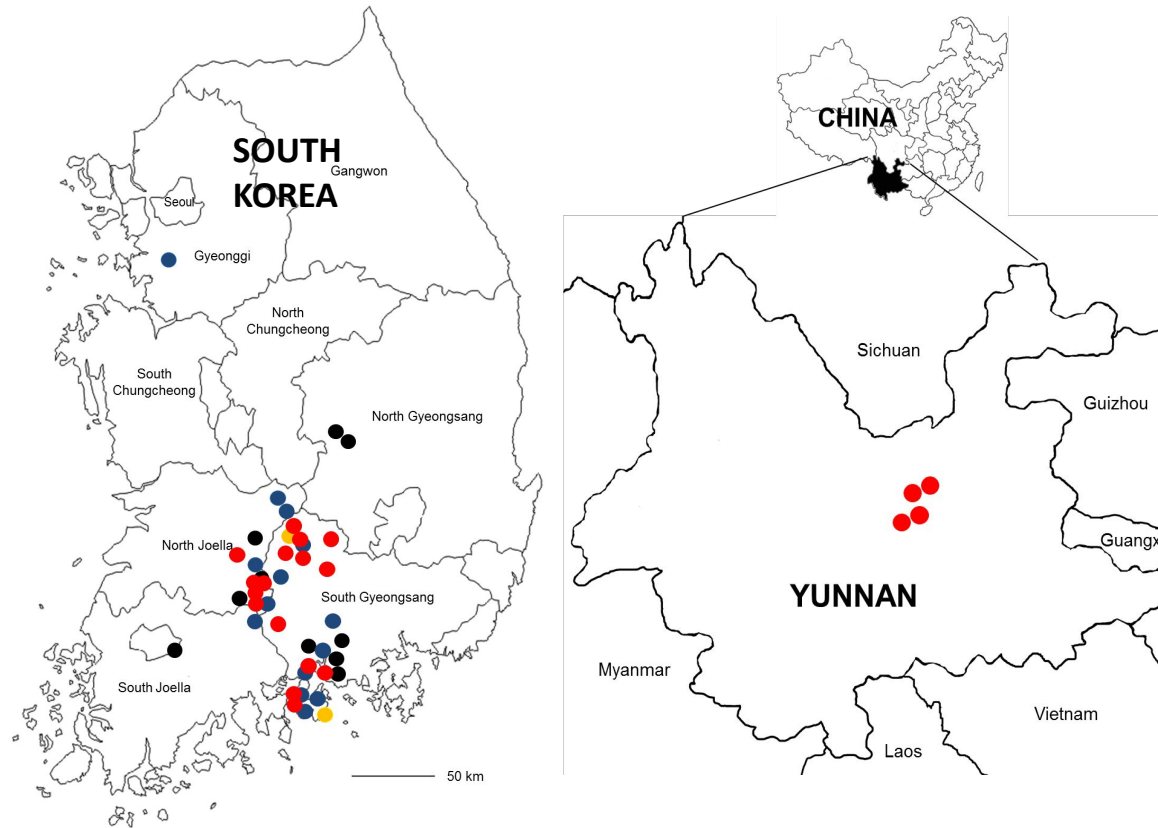 SOUTH
KOREA
Gangwon
Seoul
Gyeonggi
North
Chungcheong
South
Chungcheong
North Gyeongsang
North Joella
South Gyeongsang
South Joella
50 km
CHINA
Sichuan
Guizhou
Guangx
YUNNAN
Myanmar
Vietnam
Laos